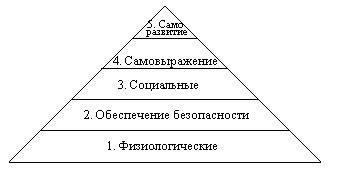 5. Само
развитие
4. Самовыражение
3. Социальные
2. Обеспечение безопасности
1. Физиологические